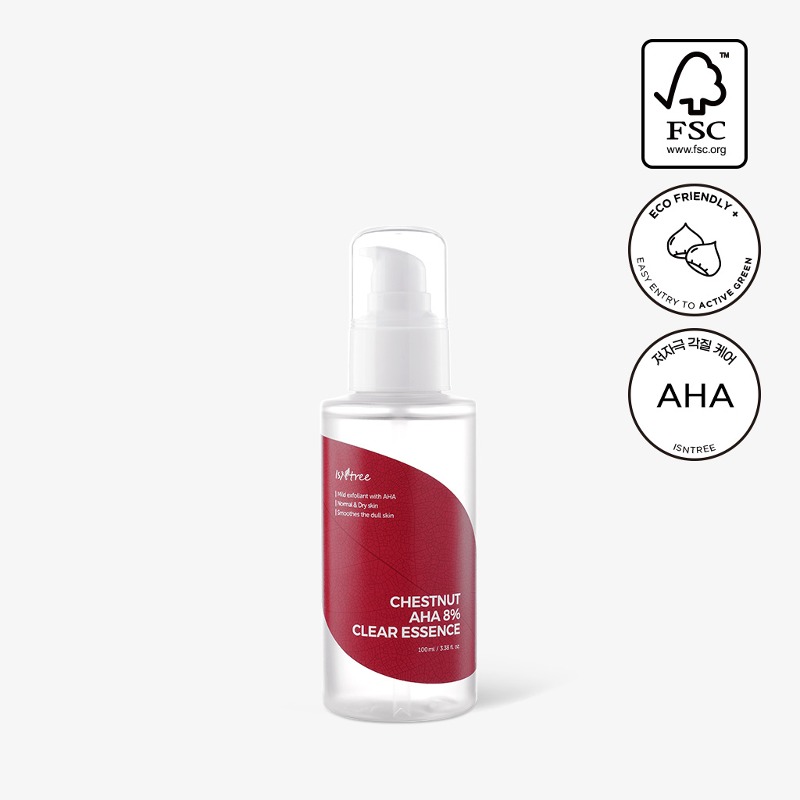 FSC
™
www.fsc.org
ECO FRIENDLY +
EASY ENTRY TO ACTIVE GREEN
저자극 각질 케어
AHA
ISNTREE
isntree
Mild exfoliant with AHA
Normal & Dry skin
Smoothes the dull skin
CHESTNUT
AHA 8%
CLEAR ESSENCE
100ml / 3.38 fl. oz.